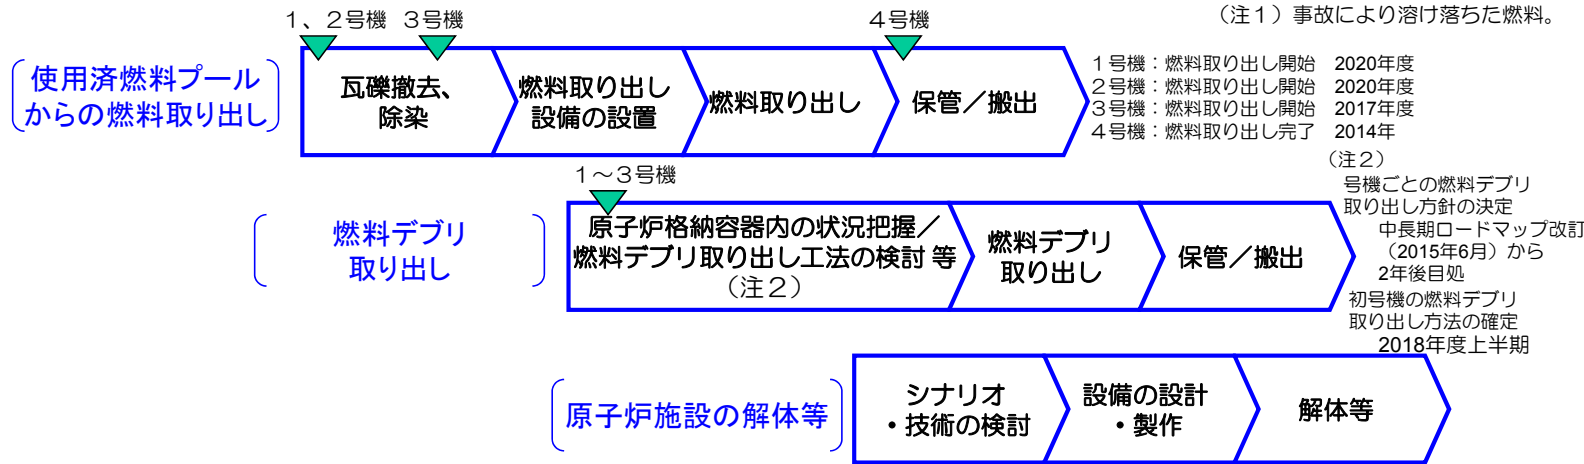 （注１）事故により溶け落ちた燃料。
１、２号機 ３号機
４号機
使用済燃料プール
からの燃料取り出し
瓦礫撤去、
除染
燃料取り出し
設備の設置
燃料取り出し
保管／搬出
１号機：燃料取り出し開始 2020年度
２号機：燃料取り出し開始 2020年度
３号機：燃料取り出し開始 2017年度
４号機：燃料取り出し完了 2014年
１～３号機
燃料デブリ
取り出し
原子炉格納容器内の状況把握／
燃料デブリ取り出し工法の検討 等
（注２）
燃料デブリ
取り出し
保管／搬出
（注２）
号機ごとの燃料デブリ
取り出し方針の決定
中長期ロードマップ改訂
（2015年6月）から
2年後目処
初号機の燃料デブリ
取り出し方法の確定
2018年度上半期
原子炉施設の解体等
シナリオ
・技術の検討
設備の設計
・製作
解体等